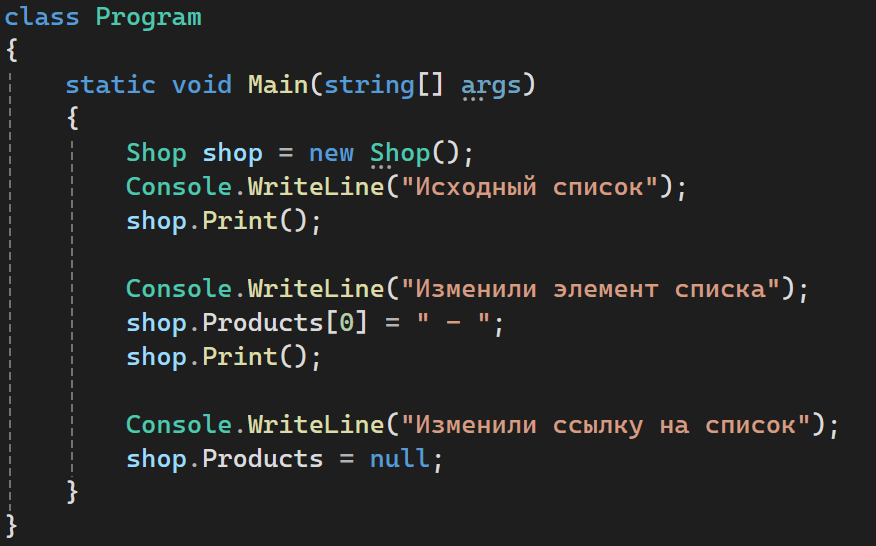 class Program
{
    static void Main(string[] args)
    {
        Shop shop = new Shop();
        Console.WriteLine("Исходный список");
        shop.Print();

        Console.WriteLine("Изменили элемент списка");
        shop.Products[0] = " - ";
        shop.Print();

        Console.WriteLine("Изменили ссылку на список");
        shop.Products = null;
    }
}